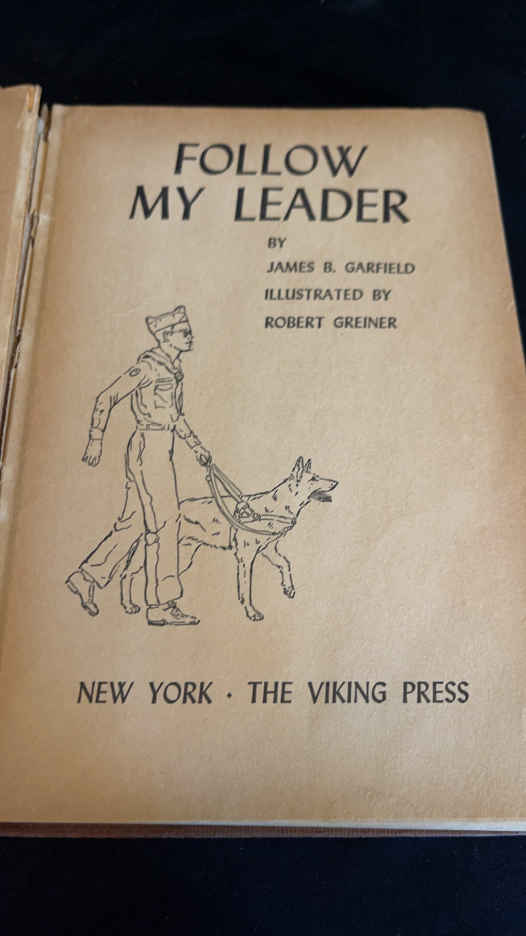 FOLLOW
MY LEADER
BY
JAMES B. GARFIELD
ILLUSTRATED BY
ROBERT GREINER
NEW YORK · THE VIKING PRESS